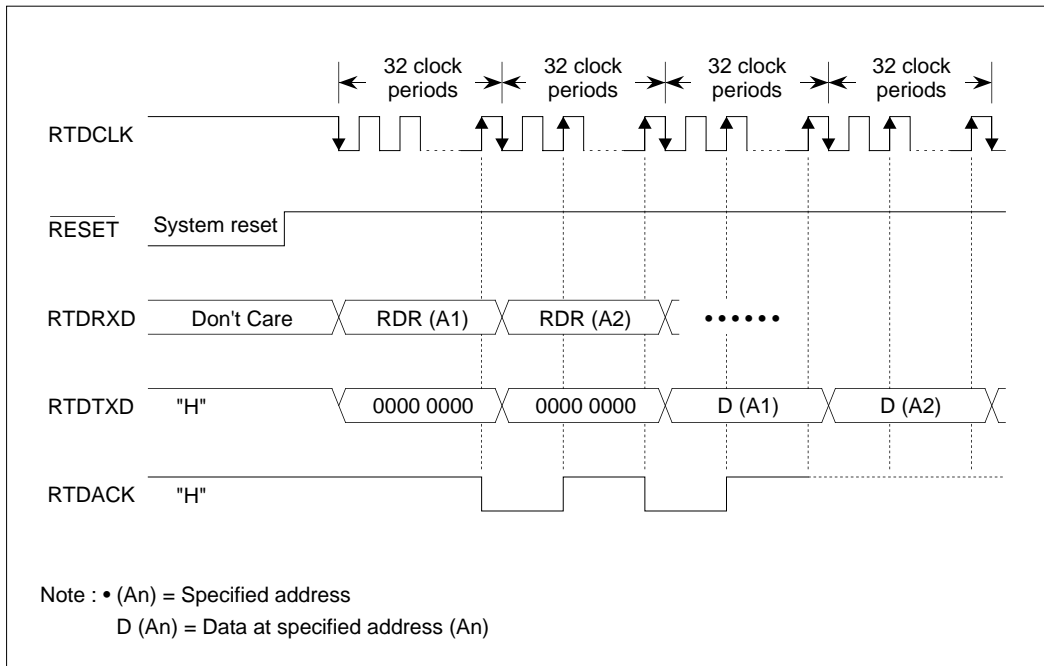 32 clock periods
32 clock periods
32 clock periods
32 clock periods
RTDCLK
RESET
System reset
RTDRXD
Don't Care
RDR (A1)
RDR (A2)
••••••
RTDTXD
"H"
0000 0000
0000 0000
D (A1)
D (A2)
RTDACK
"H"
Note : • (An) = Specified address
D (An) = Data at specified address (An)